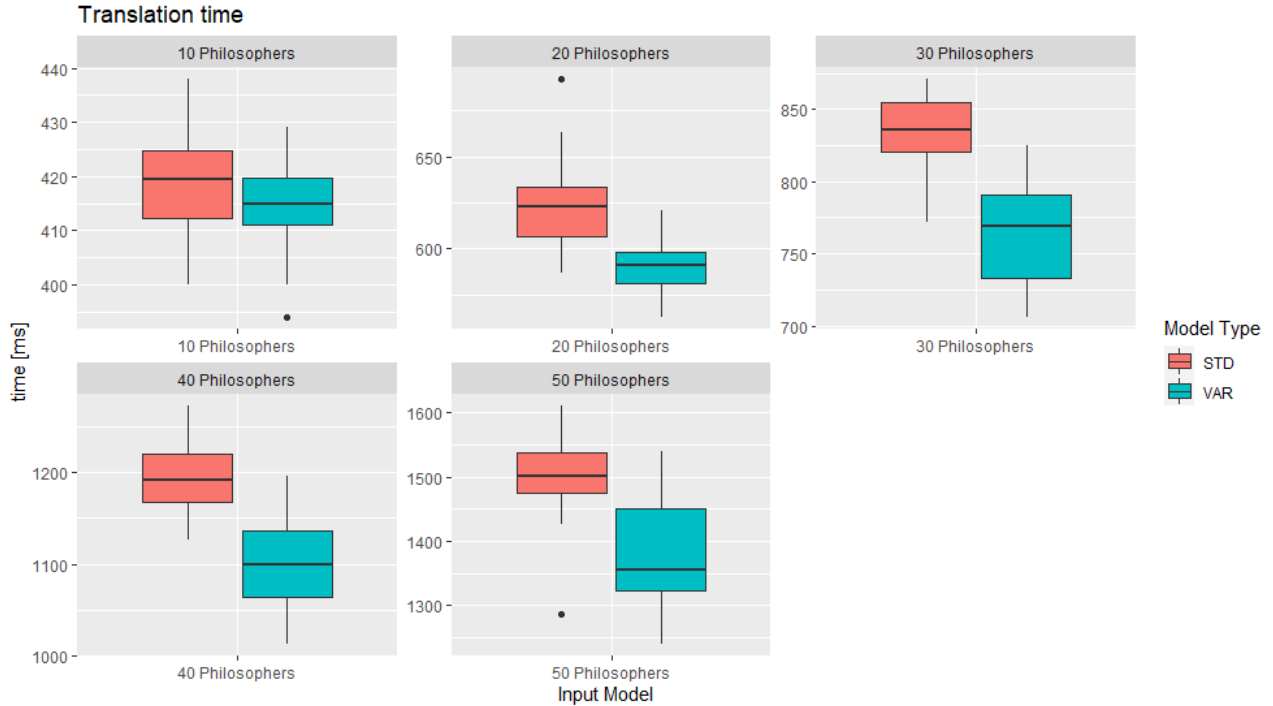 Translation time
10 Philosophers
20 Philosophers
30 Philosophers
440
430
420
410
400
10 Philosophers
650
600
20 Philosophers
850
800
750
700
30 Philosophers
time [ms]
40 Philosophers
50 Philosophers
1200
1100
1000
40 Philosophers
1600
1500
1400
1300
50 Philosophers
Input Model
Model Type
STD
VAR